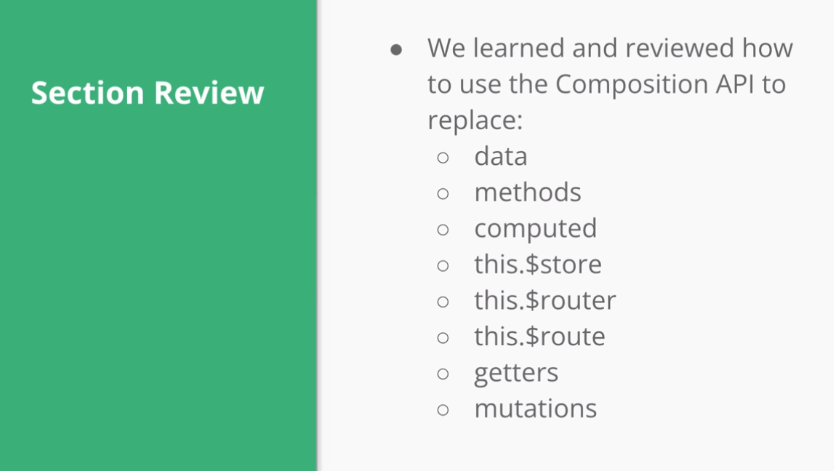 Section Review
● We learned and reviewed how
to use the Composition API to
replace:
○ data
○ methods
○ computed
○ this.$store
○ this.$router
○ this.$route
○ getters
○ mutations